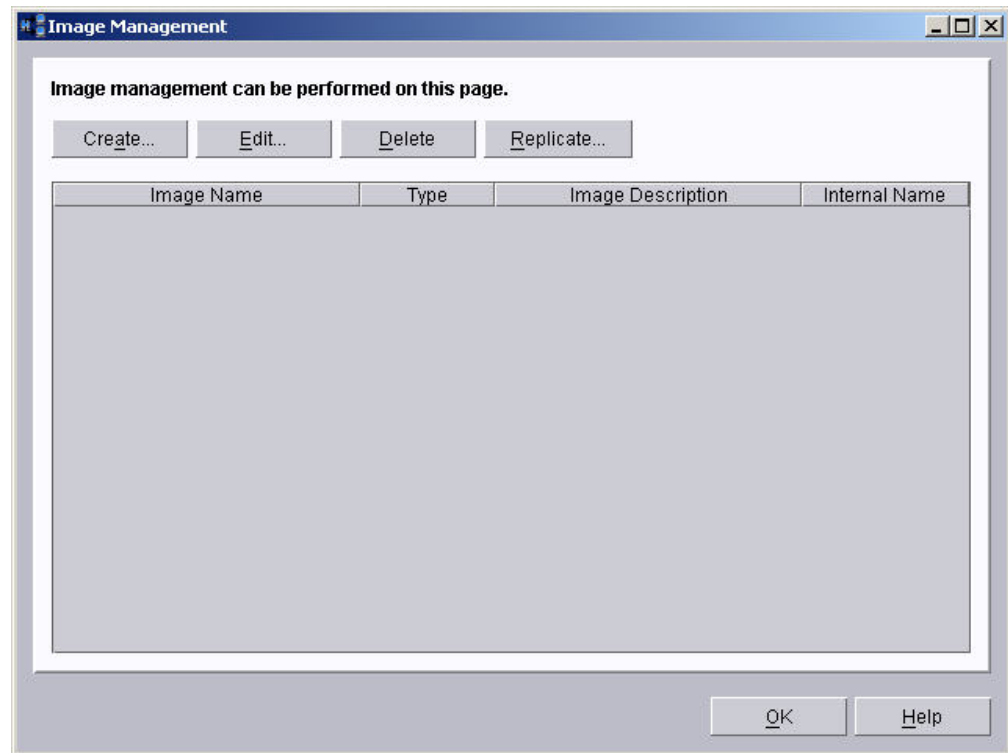 Image Management
Image management can be performed on this page.
Create... Edit... Delete Replicate...
Image Name Type Image Description Internal Name
OK Help